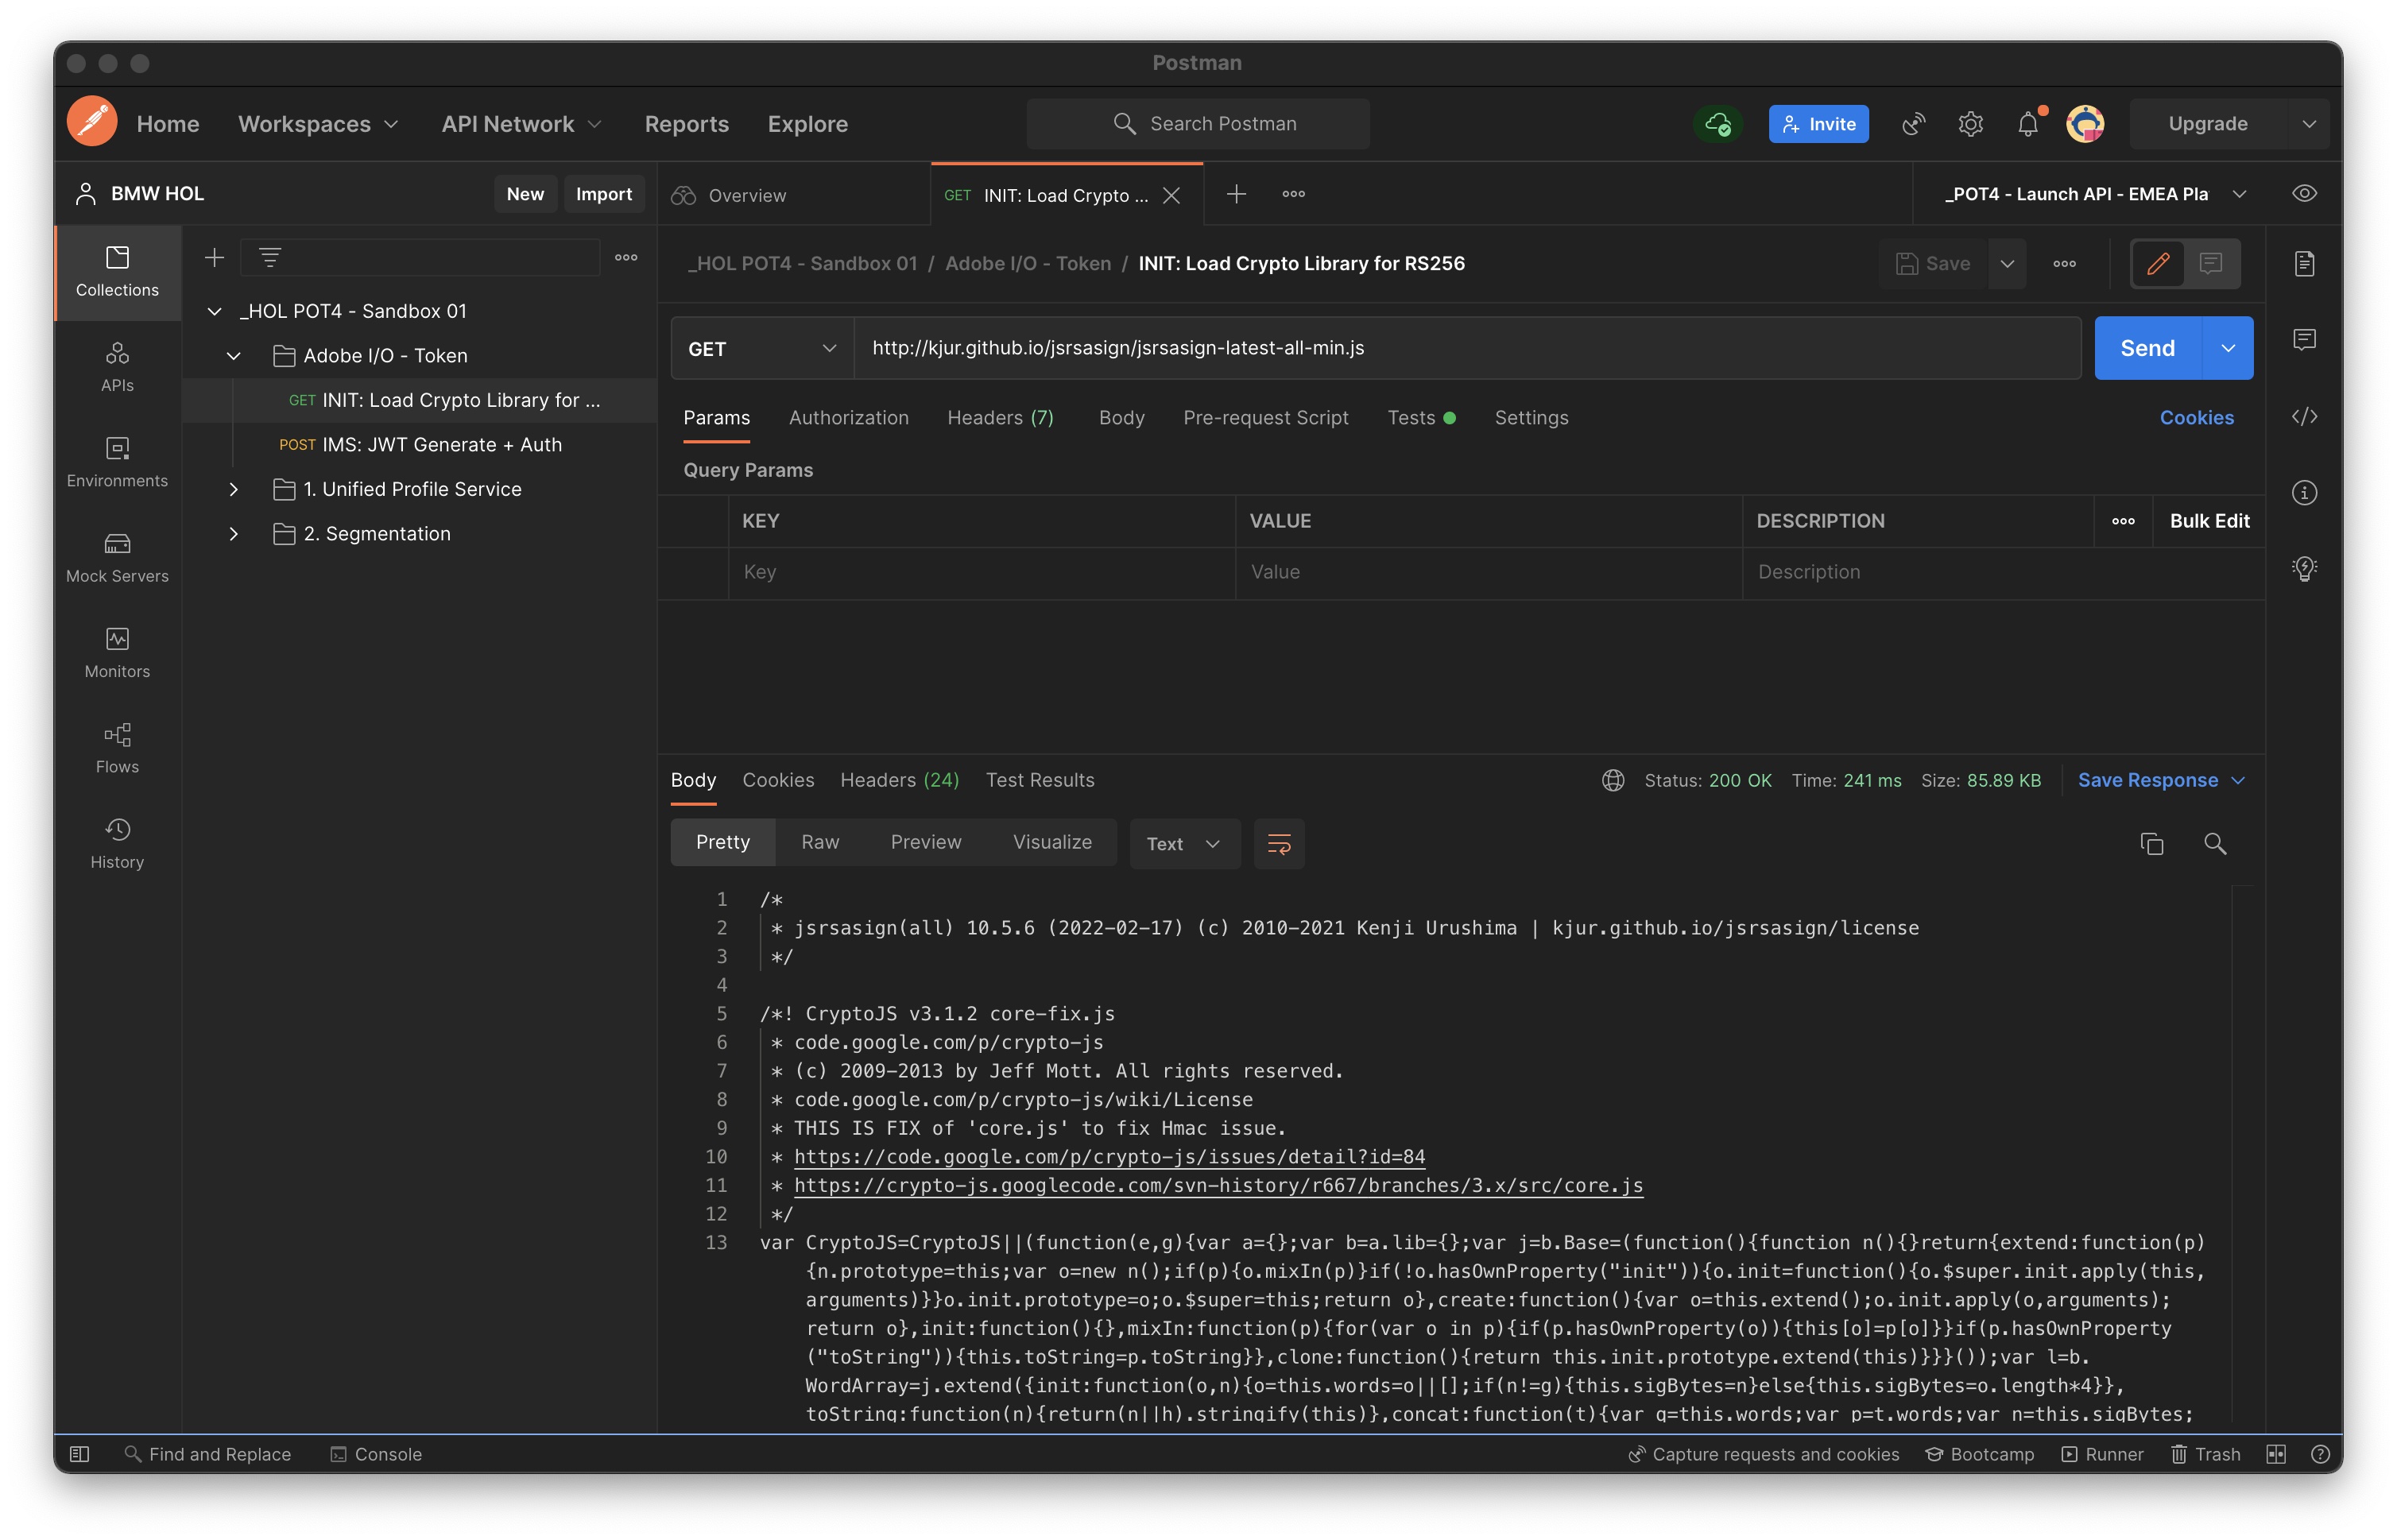 Postman
Home Workspaces API Network Reports Explore Search Postman Invite Upgrade
BMW HOL New Import Overview GET INIT: Load Crypto ... _POT4 - Launch API - EMEA Pla
Collections
APIs
Environments
Mock Servers
Monitors
Flows
History
_HOL POT4 - Sandbox 01
Adobe I/O - Token
GET INIT: Load Crypto Library for ...
POST IMS: JWT Generate + Auth
1. Unified Profile Service
2. Segmentation
_HOL POT4 - Sandbox 01 / Adobe I/O - Token / INIT: Load Crypto Library for RS256 Save
GET http://kjur.github.io/jsrsasign/jsrsasign-latest-all-min.js Send
Params Authorization Headers (7) Body Pre-request Script Tests Settings Cookies
Query Params
KEY VALUE DESCRIPTION Bulk Edit
Key Value Description
Body Cookies Headers (24) Test Results Status: 200 OK Time: 241 ms Size: 85.89 KB Save Response
Pretty Raw Preview Visualize Text
1 /*
2 * jsrsasign(all) 10.5.6 (2022-02-17) (c) 2010-2021 Kenji Urushima | kjur.github.io/jsrsasign/license
3 */
4
5 /*! CryptoJS v3.1.2 core-fix.js
6 * code.google.com/p/crypto-js
7 * (c) 2009-2013 by Jeff Mott. All rights reserved.
8 * code.google.com/p/crypto-js/wiki/License
9 * THIS IS FIX of 'core.js' to fix Hmac issue.
10 * https://code.google.com/p/crypto-js/issues/detail?id=84
11 * https://crypto-js.googlecode.com/svn-history/r667/branches/3.x/src/core.js
12 */
13 var CryptoJS=CryptoJS||(function(e,g){var a={};var b=a.lib={};var j=b.Base=(function(){function n(){}return{extend:function(p)
{n.prototype=this;var o=new n();if(p){o.mixIn(p)}if(!o.hasOwnProperty("init")){o.init=function(){o.$super.init.apply(this,
arguments)}}o.init.prototype=o;o.$super=this;return o},create:function(){var o=this.extend();o.init.apply(o,arguments);
return o},init:function(){},mixIn:function(p){for(var o in p){if(p.hasOwnProperty(o)){this[o]=p[o]}}if(p.hasOwnProperty
("toString")){this.toString=p.toString}},clone:function(){return this.init.prototype.extend(this)}}}());var l=b.
WordArray=j.extend({init:function(o,n){o=this.words=o||[];if(n!=g){this.sigBytes=n}else{this.sigBytes=o.length*4}},
toString:function(n){return(n||h).stringify(this)},concat:function(t){var q=this.words;var p=t.words;var n=this.sigBytes;
Find and Replace Console Capture requests and cookies Bootcamp Runner Trash